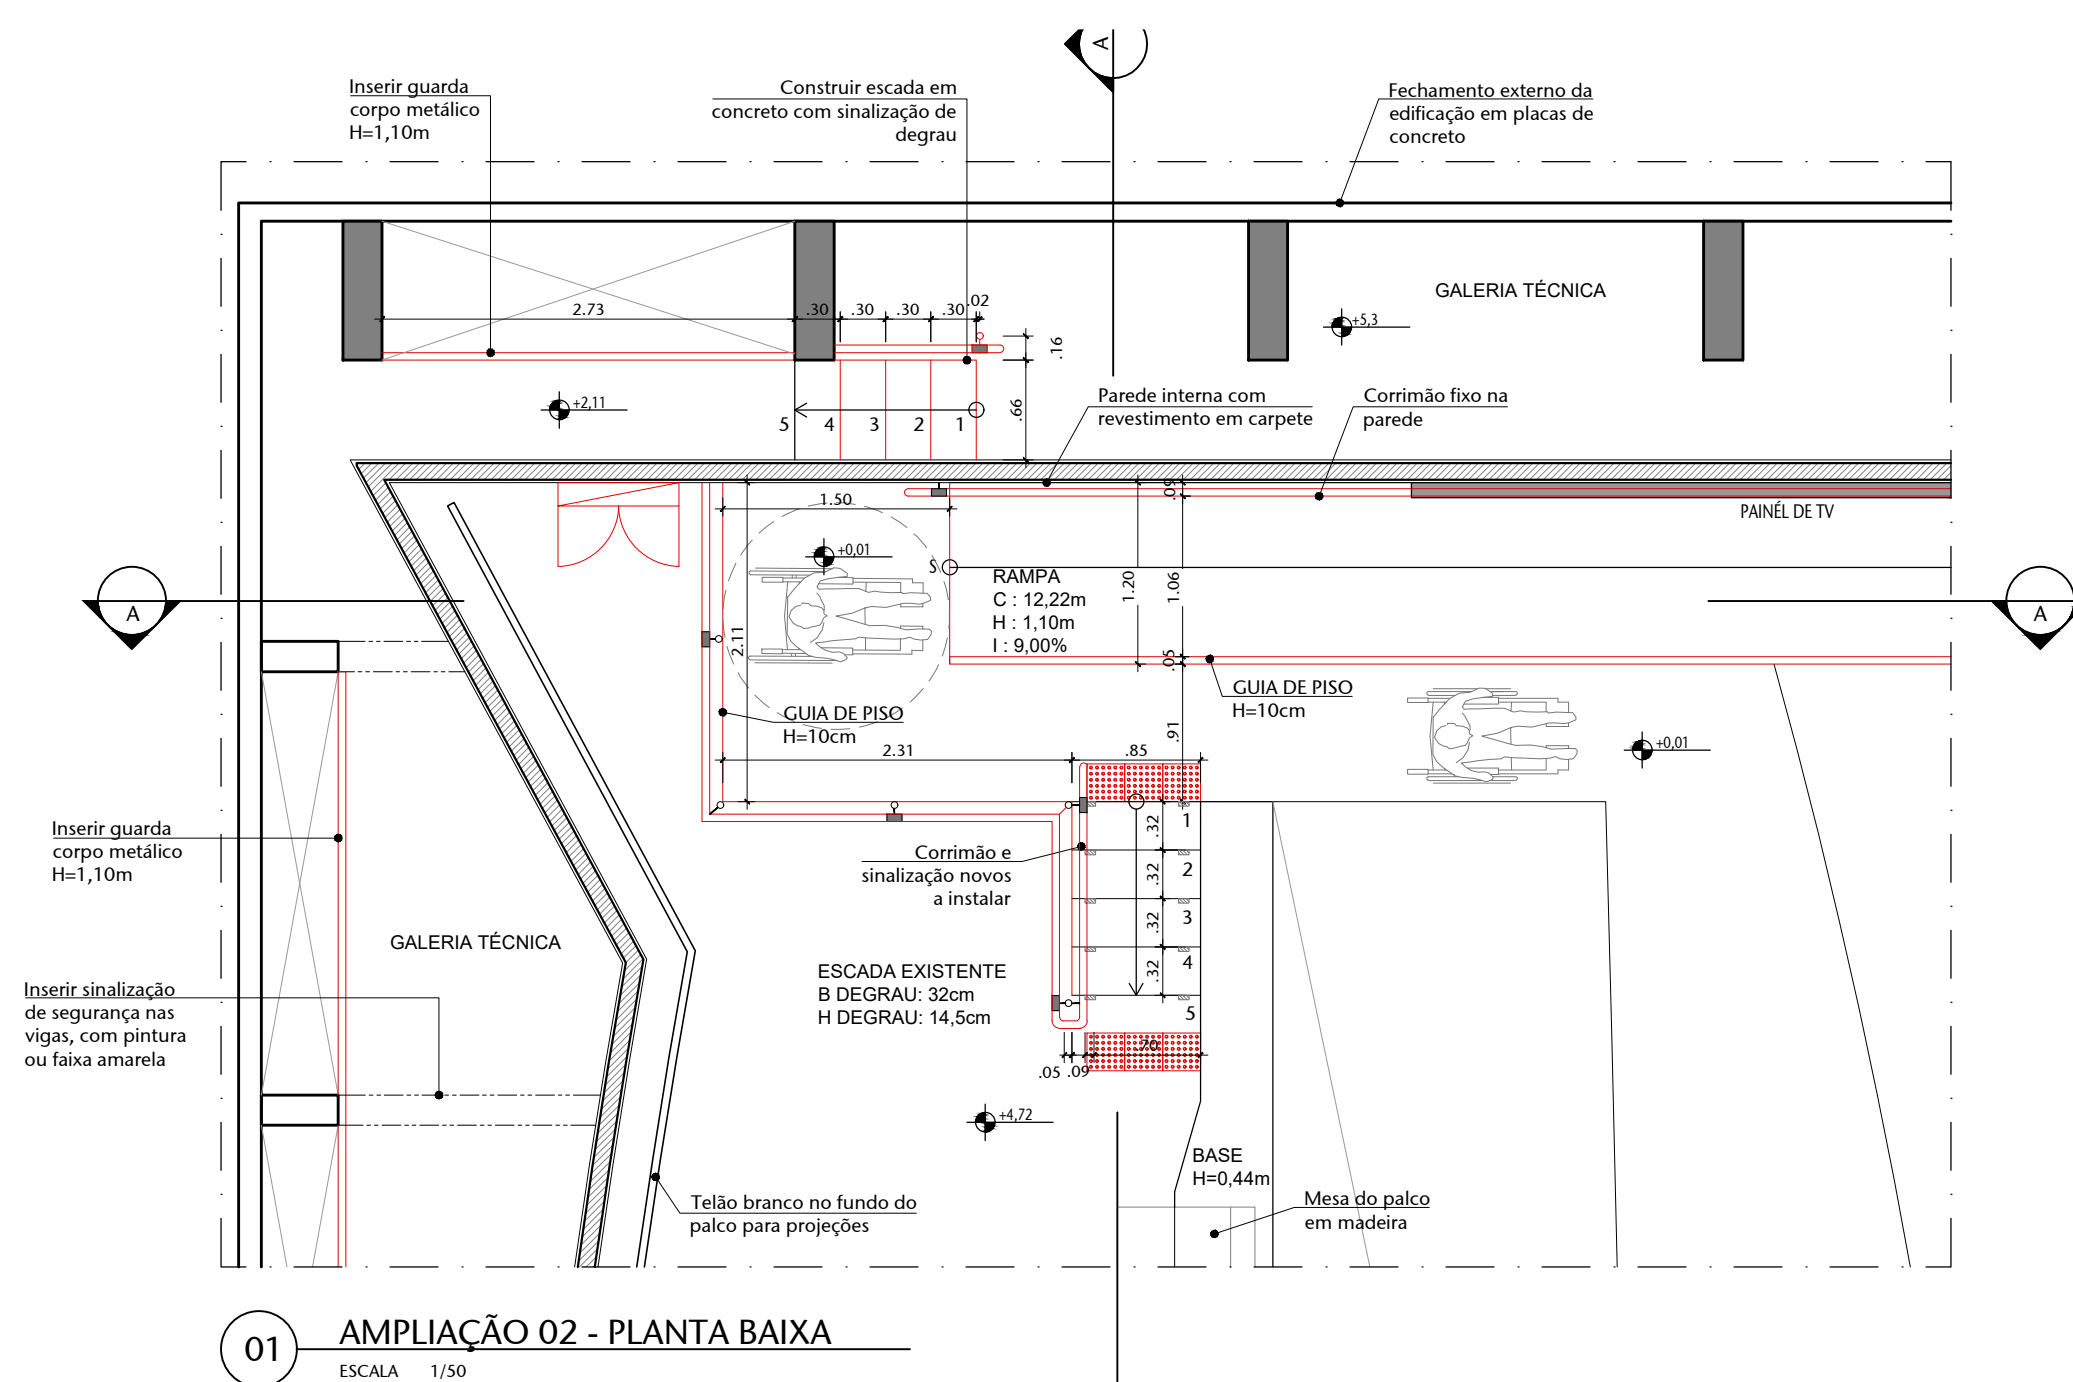 A
Inserir guarda
corpo metálico
H=1,10m
Construir escada em
concreto com sinalização de
degrau
Fechamento externo da
edificação em placas de
concreto
GALERIA TÉCNICA
2.73
.30
.30
.30
.30
.02
+5,3
.16
+2,11
5
4
3
2
1
.66
Parede interna com
revestimento em carpete
Corrimão fixo na
parede
1.50
.09
PAINÉL DE TV
+0,01
S
RAMPA
C : 12,22m
H : 1,10m
I : 9,00%
1.20
1.06
A
A
2.11
.05
GUIA DE PISO
H=10cm
GUIA DE PISO
H=10cm
.91
2.31
.85
+0,01
Inserir guarda
corpo metálico
H=1,10m
Corrimão e
sinalização novos
a instalar
.32
1
.32
2
.32
3
.32
4
5
GALERIA TÉCNICA
ESCADA EXISTENTE
B DEGRAU: 32cm
H DEGRAU: 14,5cm
Inserir sinalização
de segurança nas
vigas, com pintura
ou faixa amarela
.70
.05
.09
+4,72
BASE
H=0,44m
Telão branco no fundo do
palco para projeções
Mesa do palco
em madeira
01
AMPLIAÇÃO 02 - PLANTA BAIXA
ESCALA 1/50